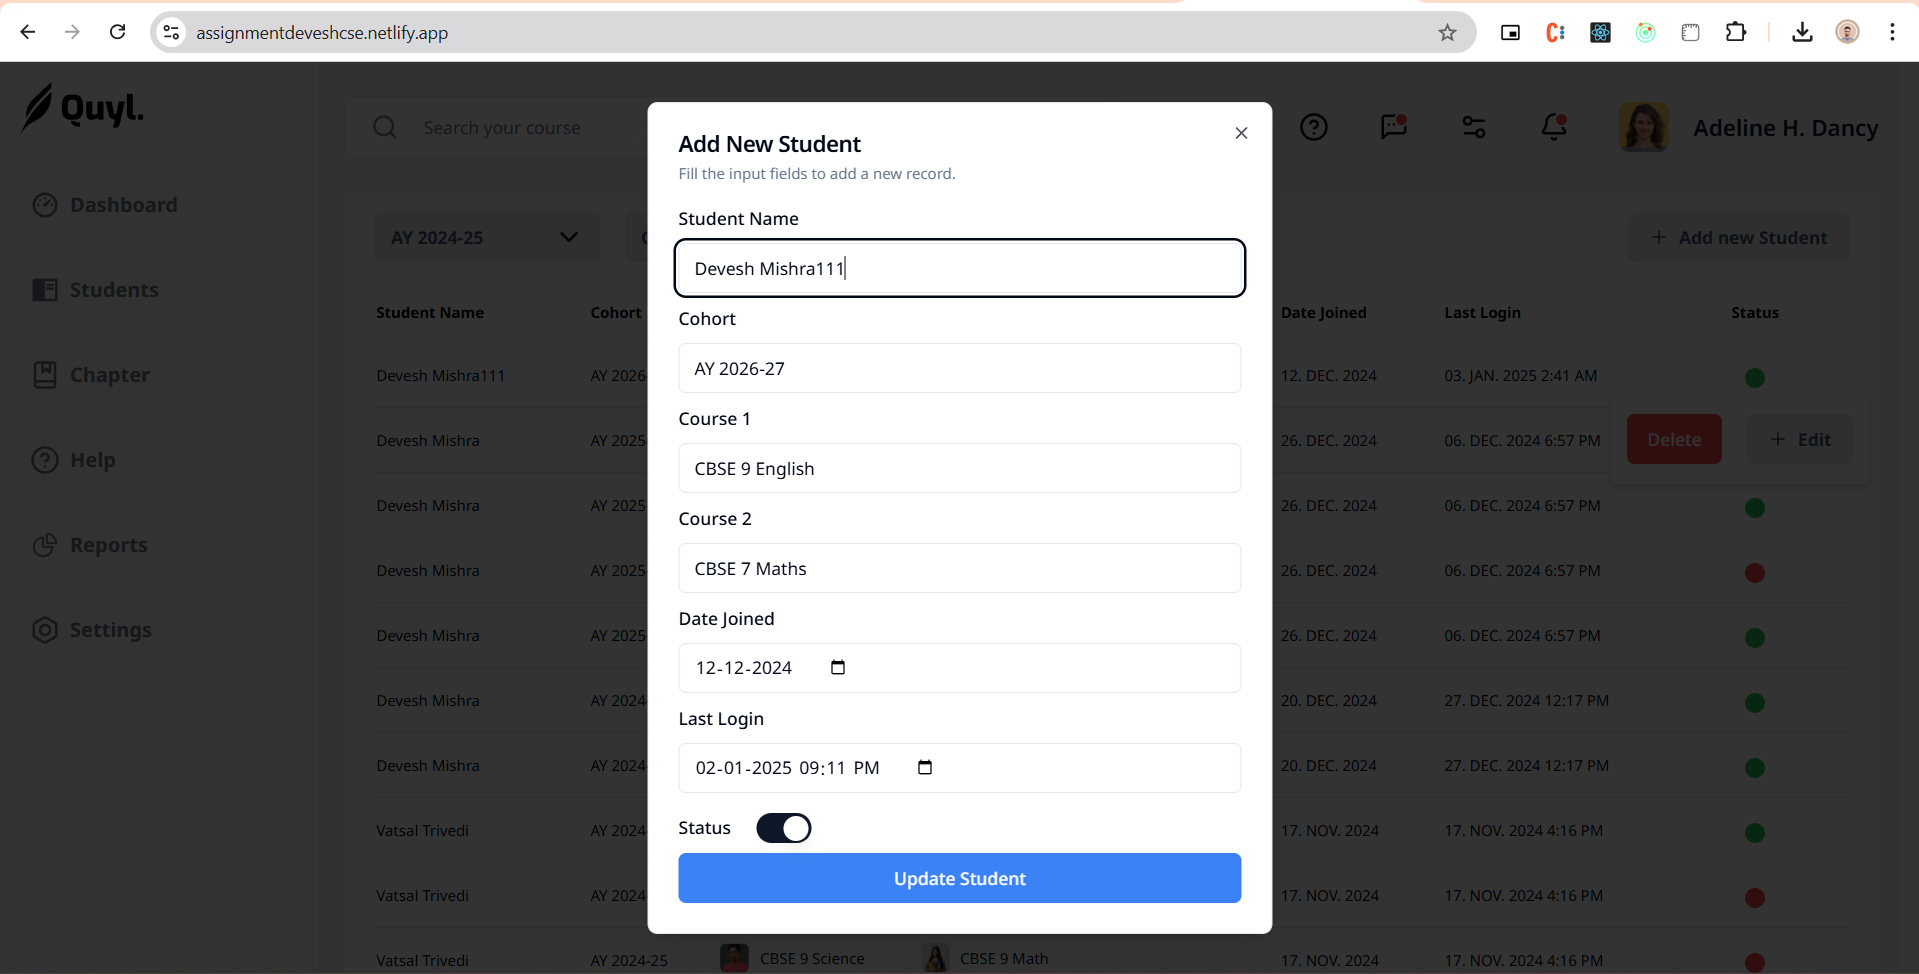 assignmentdeveshcse.netlify.app
Quyl.
Search your course
Adeline H. Dancy
Dashboard
Students
Chapter
Help
Reports
Settings
AY 2024-25
+ Add new Student
Student Name Cohort Date Joined Last Login Status
Devesh Mishra111 AY 2026 12. DEC. 2024 03. JAN. 2025 2:41 AM
Devesh Mishra AY 2025 26. DEC. 2024 06. DEC. 2024 6:57 PM
Delete + Edit
Devesh Mishra AY 2025 26. DEC. 2024 06. DEC. 2024 6:57 PM
Devesh Mishra AY 2025 26. DEC. 2024 06. DEC. 2024 6:57 PM
Devesh Mishra AY 2025 26. DEC. 2024 06. DEC. 2024 6:57 PM
Devesh Mishra AY 2024 20. DEC. 2024 27. DEC. 2024 12:17 PM
Devesh Mishra AY 2024 20. DEC. 2024 27. DEC. 2024 12:17 PM
Vatsal Trivedi AY 2024 17. NOV. 2024 17. NOV. 2024 4:16 PM
Vatsal Trivedi AY 2024 17. NOV. 2024 17. NOV. 2024 4:16 PM
Vatsal Trivedi AY 2024-25 CBSE 9 Science CBSE 9 Math 17. NOV. 2024 17. NOV. 2024 4:16 PM
Add New Student
Fill the input fields to add a new record.
Student Name
Devesh Mishra111
Cohort
AY 2026-27
Course 1
CBSE 9 English
Course 2
CBSE 7 Maths
Date Joined
12-12-2024
Last Login
02-01-2025 09:11 PM
Status
Update Student